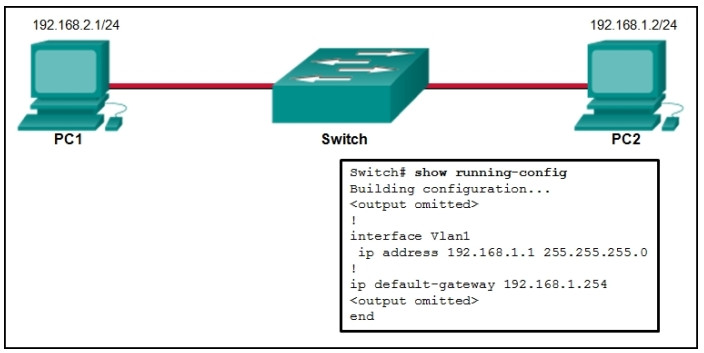 192.168.2.1/24
192.168.1.2/24
PC1
Switch
PC2
Switch# show running-config
Building configuration...
<output omitted>
!
interface Vlan1
 ip address 192.168.1.1 255.255.255.0
!
ip default-gateway 192.168.1.254
<output omitted>
end